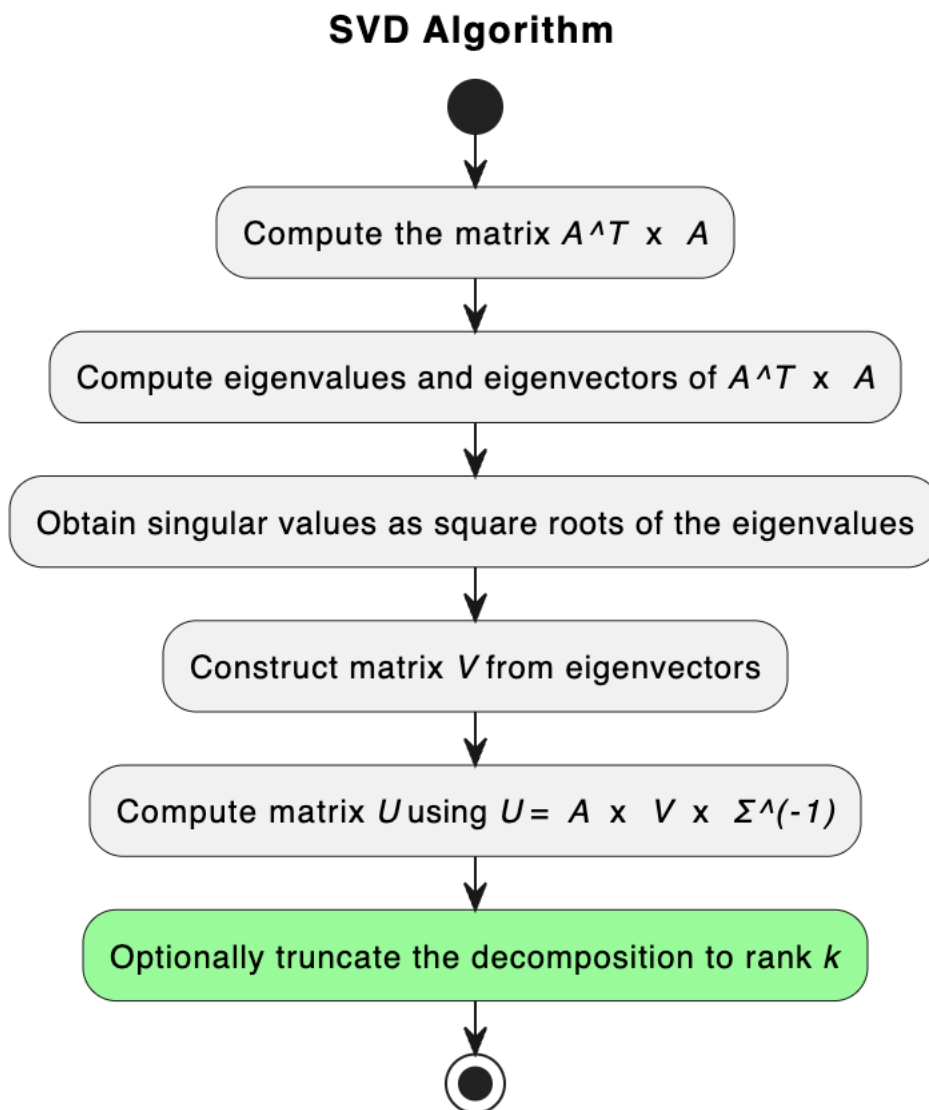 SVD Algorithm
Compute the matrix A^T x A
Compute eigenvalues and eigenvectors of A^T x A
Obtain singular values as square roots of the eigenvalues
Construct matrix V from eigenvectors
Compute matrix U using U = A x V x Σ^(-1)
Optionally truncate the decomposition to rank k